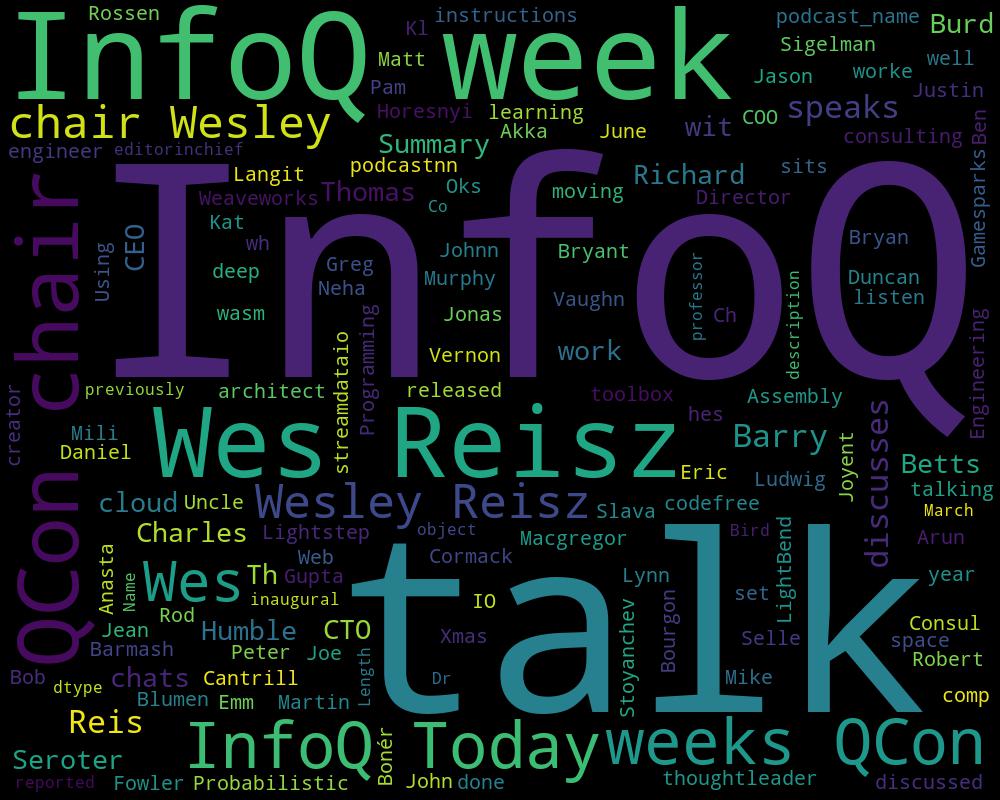 Rossen
InfoQ week
Kl
instructions
podcast_name
Burd
Matt
Sigelman
well
Pam
Jason
worke
Justin
chair Wesley
Horesnyi
learning
COO
speaks
Akka
June
wit
consulting
Ben
engineer
editorinchief
Summary
podcastnn
Langit
Richard
sits
Weaveworks
Thomas
Oks
moving
Director
Gamesparks
Co
InfoQ
QCon chair
Using
CEO
Kat
wh
Johnn
Bryant
Bryan
deep
Greg
Neha
Murphy
Vaughn
professor
Duncan
listen
wasm
Programming
Jonas
Ch
description
Vernon
work
Engineering
creator
previously
architect
streamdataio
released
toolbox
Assembly
Wes Reisz
hes
Mili
Daniel
Barry
Joyent
discusses
Betts
Eric
Ludwig
talking
cloud
Uncle
Wesley Reisz
Slava
codefree
March
Charles
Lightstep
object
Macgregor
Bird
LightBend
Arun
Anasta
Name
Web
Cormack
Wes
Th
Gupta
talk
Lynn
year
inaugural
IO
set
Rod
Jean
Humble
CTO
Xmas
Stoyanchev
Bourgon
Selle
Consul
space
Barmash
Peter
Joe
Robert
Bob
dtype
chats
Cantrill
Length
Dr
Mike
Blumen
Emm
Martin
comp
Reis
InfoQ Today
Bonér
weeks QCon
Seroter
reported
Fowler
Probabilistic
John
done
thoughtleader
discussed